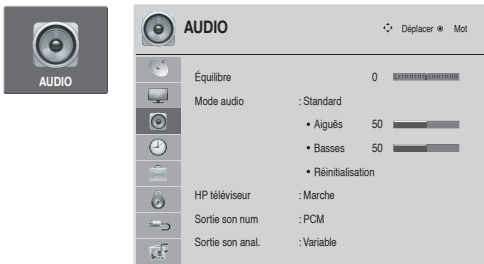 AUDIO
AUDIO
Déplacer Mot
Équilibre 0
Mode audio : Standard
• Aiguës 50
• Basses 50
• Réinitialisation
HP téléviseur : Marche
Sortie son num : PCM
Sortie son anal. : Variable